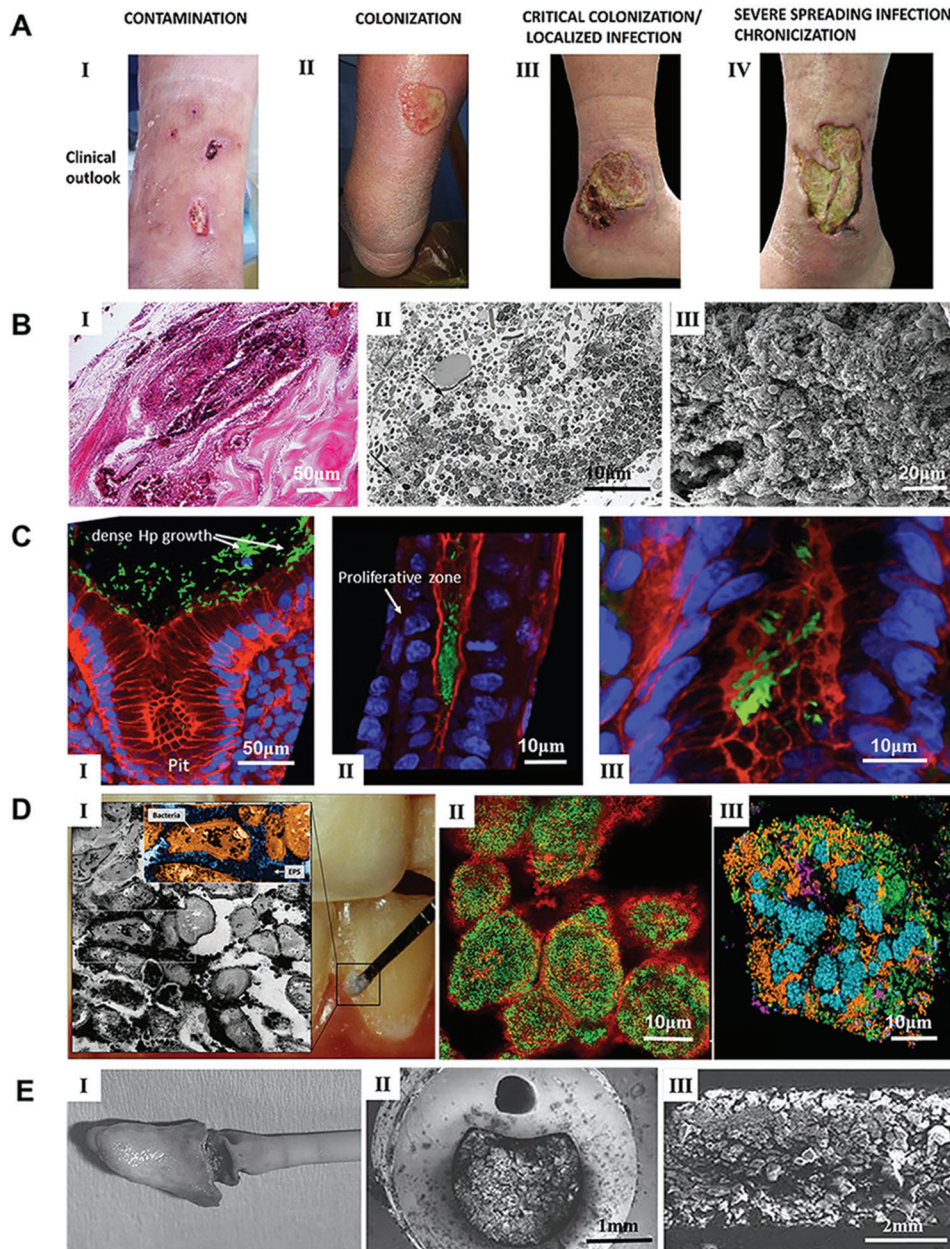 A
CONTAMINATION
COLONIZATION
CRITICAL COLONIZATION/
LOCALIZED INFECTION
SEVERE SPREADING INFECTION
CHRONICIZATION
I
II
III
IV
Clinical
outlook
B
I
II
III
50μm
10μm
20μm
C
dense Hp growth
Proliferative zone
Pit
50μm
10μm
10μm
I
II
III
D
I
II
III
Bacteria
EPS
10μm
10μm
E
I
II
III
1mm
2mm